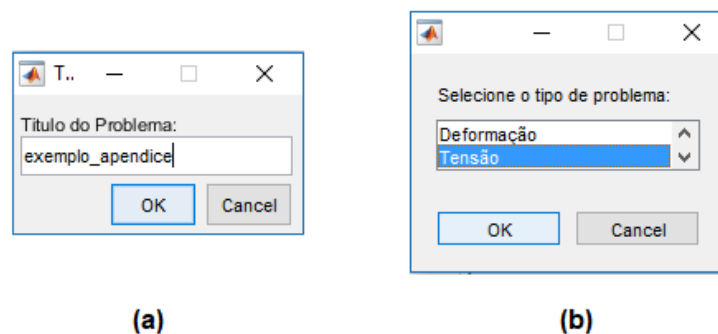 T..
Titulo do Problema:
exemplo_apendice
OK Cancel
(a)
Selecione o tipo de problema:
Deformação
Tensão
OK Cancel
(b)